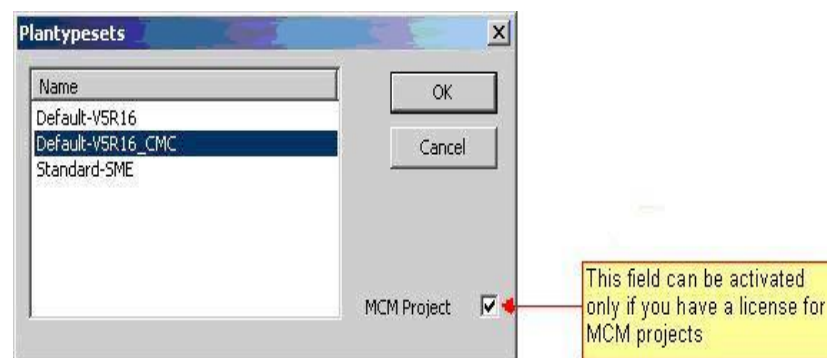 Plantypesets
Name
Default-V5R16
Default-V5R16_CMC
Standard-SME
OK
Cancel
MCM Project
This field can be activated
only if you have a license for
MCM projects